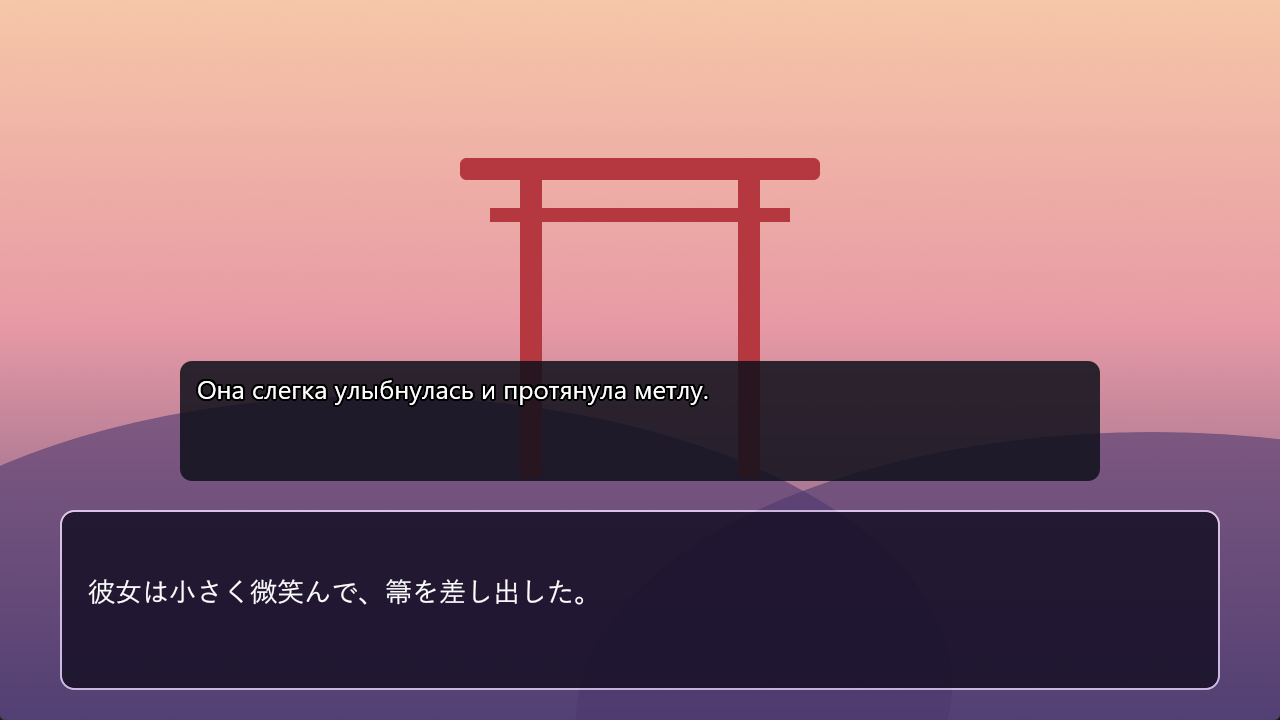 Она слегка улыбнулась и протянула метлу.
彼女は小さく微笑んで、箒を差し出した。